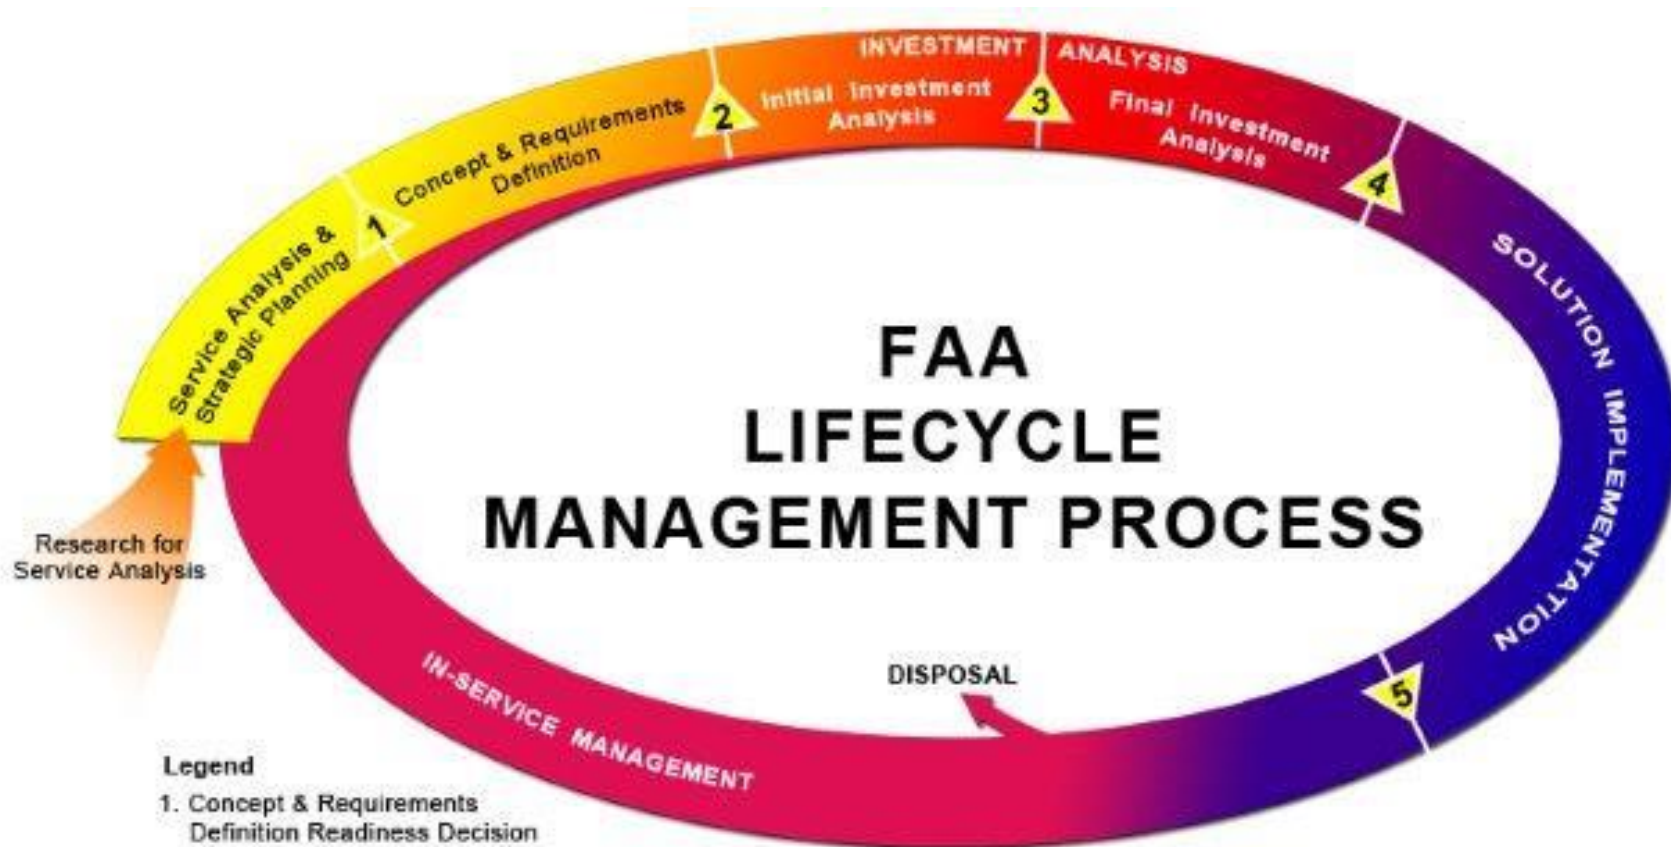 INVESTMENT ANALYSIS
Initial Investment
Analysis
Final Investment
Analysis
Concept & Requirements
Definition
Service Analysis &
Strategic Planning
1
2
3
4
5
SOLUTION IMPLEMENTATION
FAA
LIFECYCLE
MANAGEMENT PROCESS
Research for
Service Analysis
DISPOSAL
IN-SERVICE MANAGEMENT
Legend
1. Concept & Requirements
Definition Readiness Decision